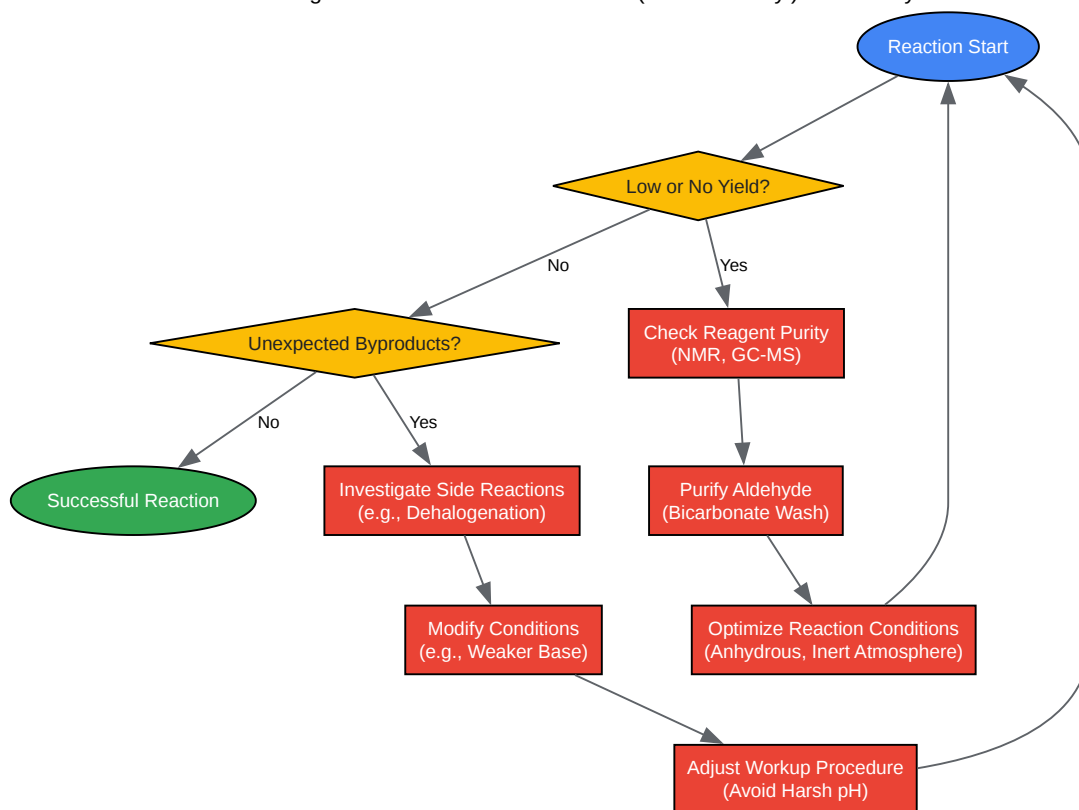 Reaction Start
Low or No Yield?
No
Yes
Unexpected Byproducts?
Check Reagent Purity
(NMR, GC-MS)
No
Yes
Successful Reaction
Investigate Side Reactions
(e.g., Dehalogenation)
Purify Aldehyde
(Bicarbonate Wash)
Modify Conditions
(e.g., Weaker Base)
Optimize Reaction Conditions
(Anhydrous, Inert Atmosphere)
Adjust Workup Procedure
(Avoid Harsh pH)